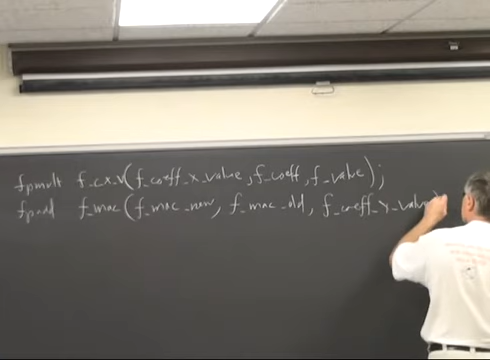 fpmult f_cxv(f_coeff_x_value, f_coeff, f_value);
fpadd f_mac(f_mac_new, f_mac_old, f_coeff_x_value)